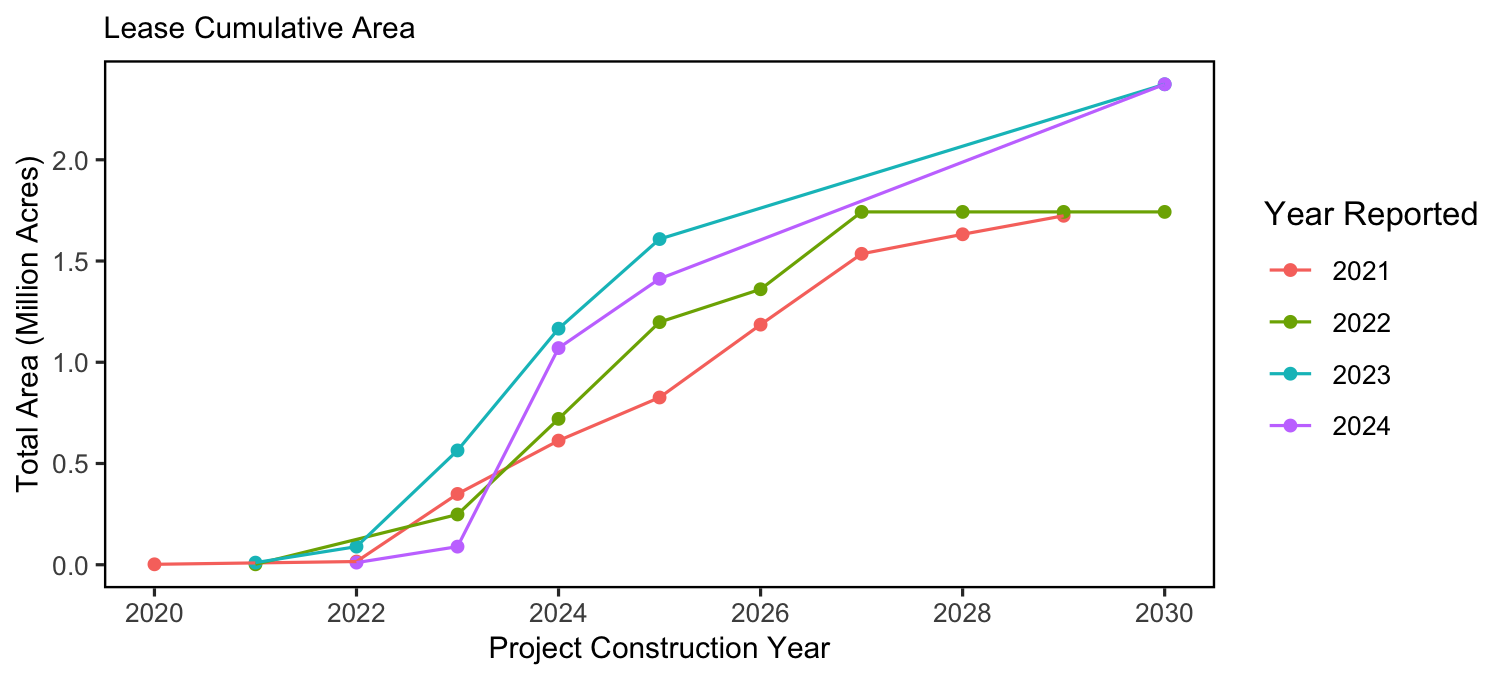 Lease Cumulative Area
Total Area (Million Acres)
2.0
1.5
1.0
0.5
0.0
2020 2022 2024 2026 2028 2030
Project Construction Year
Year Reported
2021
2022
2023
2024